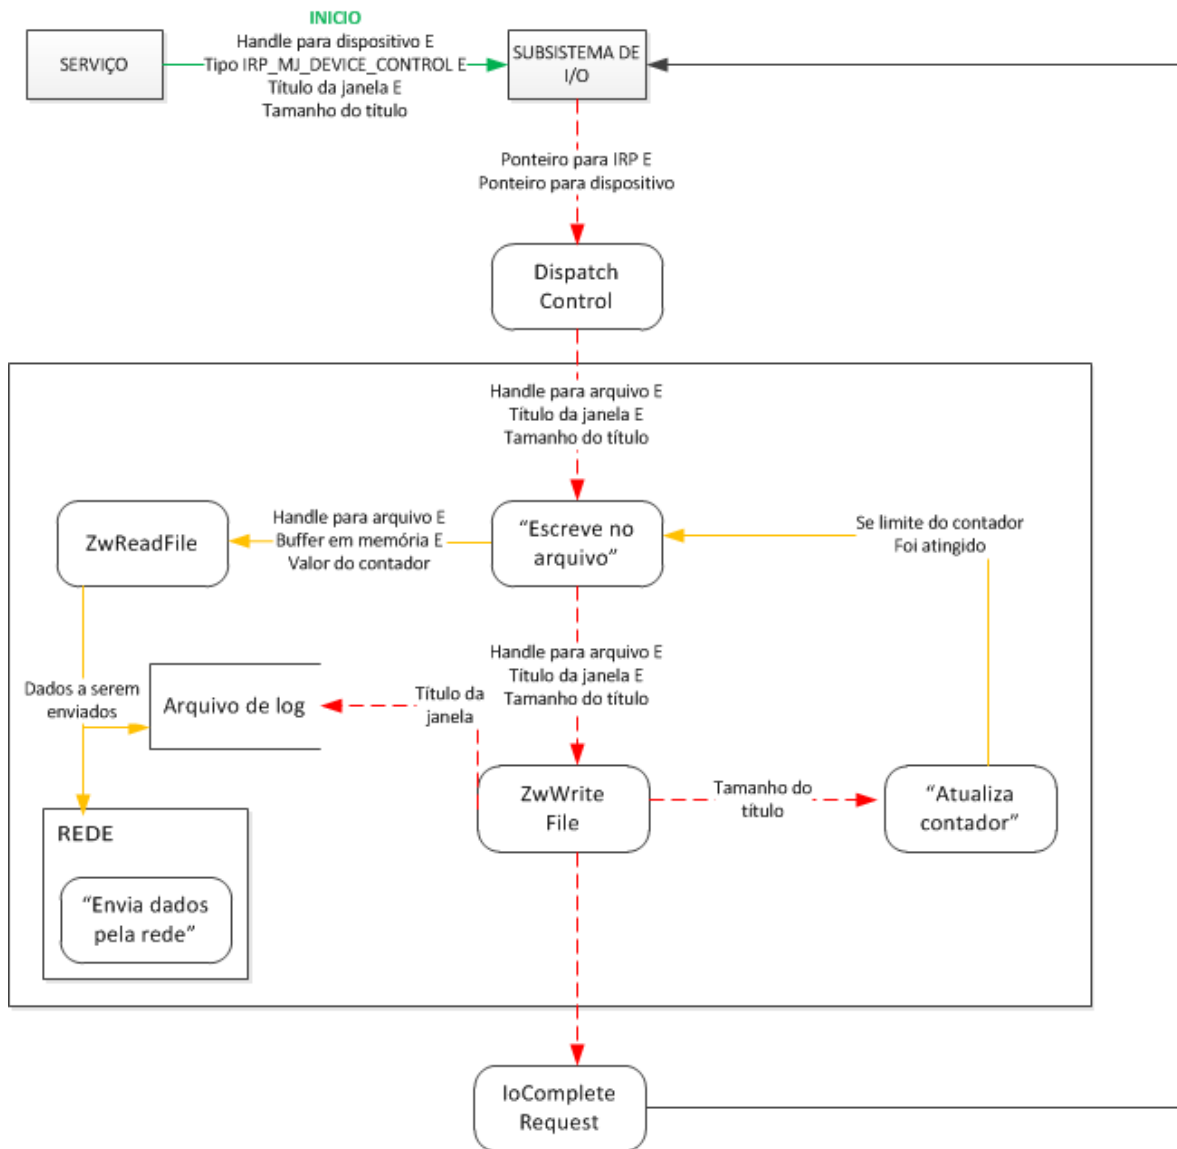 INICIO
Handle para dispositivo E
Tipo IRP_MJ_DEVICE_CONTROL E
Título da janela E
Tamanho do título
SERVIÇO
SUBSISTEMA DE
I/O
Ponteiro para IRP E
Ponteiro para dispositivo
Dispatch
Control
Handle para arquivo E
Título da janela E
Tamanho do título
ZwReadFile
Handle para arquivo E
Buffer em memória E
Valor do contador
“Escreve no
arquivo”
Se limite do contador
Foi atingido
Handle para arquivo E
Título da janela E
Tamanho do título
Dados a serem
enviados
Arquivo de log
Título da
janela
ZwWrite
File
Tamanho do
título
“Atualiza
contador”
REDE
“Envia dados
pela rede”
IoComplete
Request